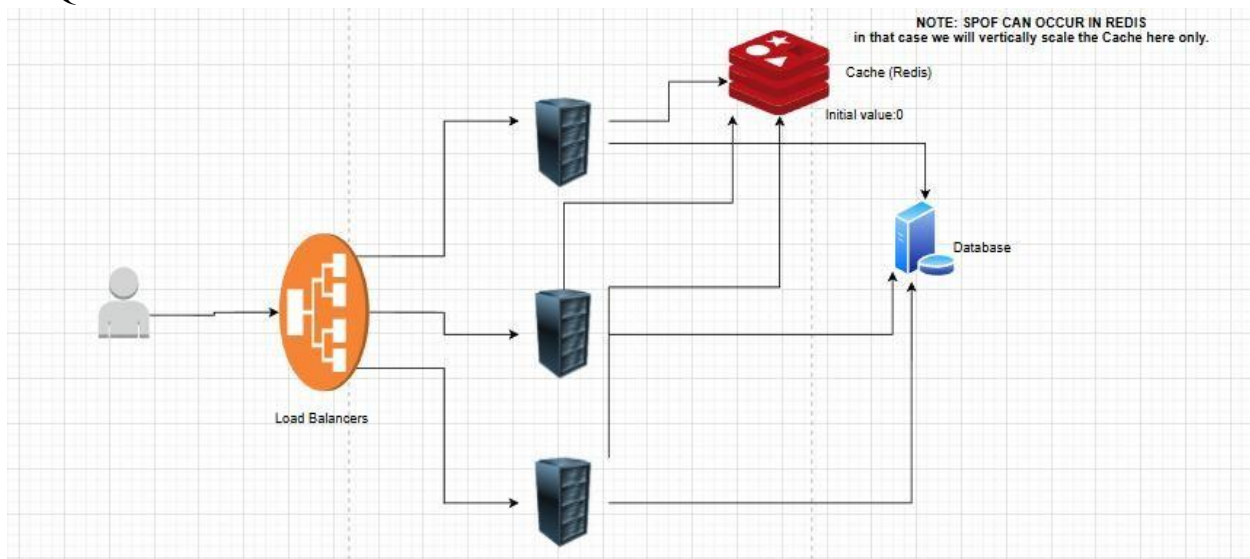 NOTE: SPOF CAN OCCUR IN REDIS
in that case we will vertically scale the Cache here only.
Cache (Redis)
Initial value:0
Database
Load Balancers